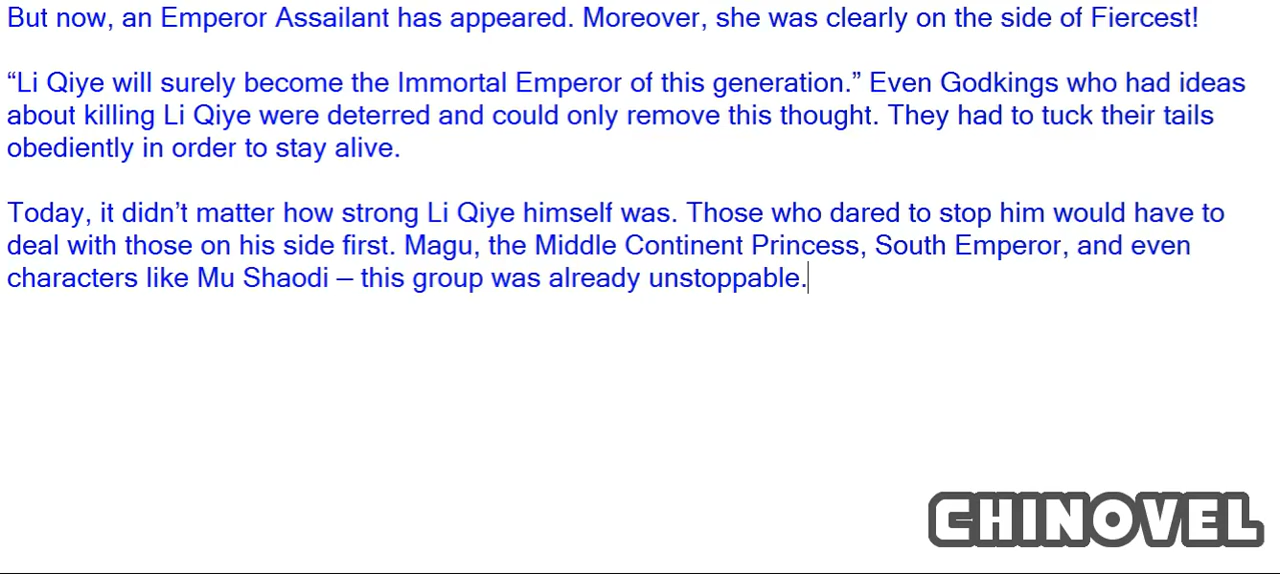 But now, an Emperor Assailant has appeared. Moreover, she was clearly on the side of Fiercest!
“Li Qiye will surely become the Immortal Emperor of this generation.” Even Godkings who had ideas
about killing Li Qiye were deterred and could only remove this thought. They had to tuck their tails
obediently in order to stay alive.
Today, it didn’t matter how strong Li Qiye himself was. Those who dared to stop him would have to
deal with those on his side first. Magu, the Middle Continent Princess, South Emperor, and even
characters like Mu Shaodi – this group was already unstoppable.
CHINOVEL